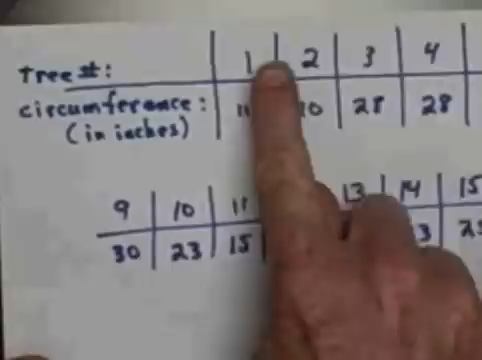 Tree #: 1 2 3 4
circumference: 28 28
(in inches)
9 10 11 13 14 15
30 23 15